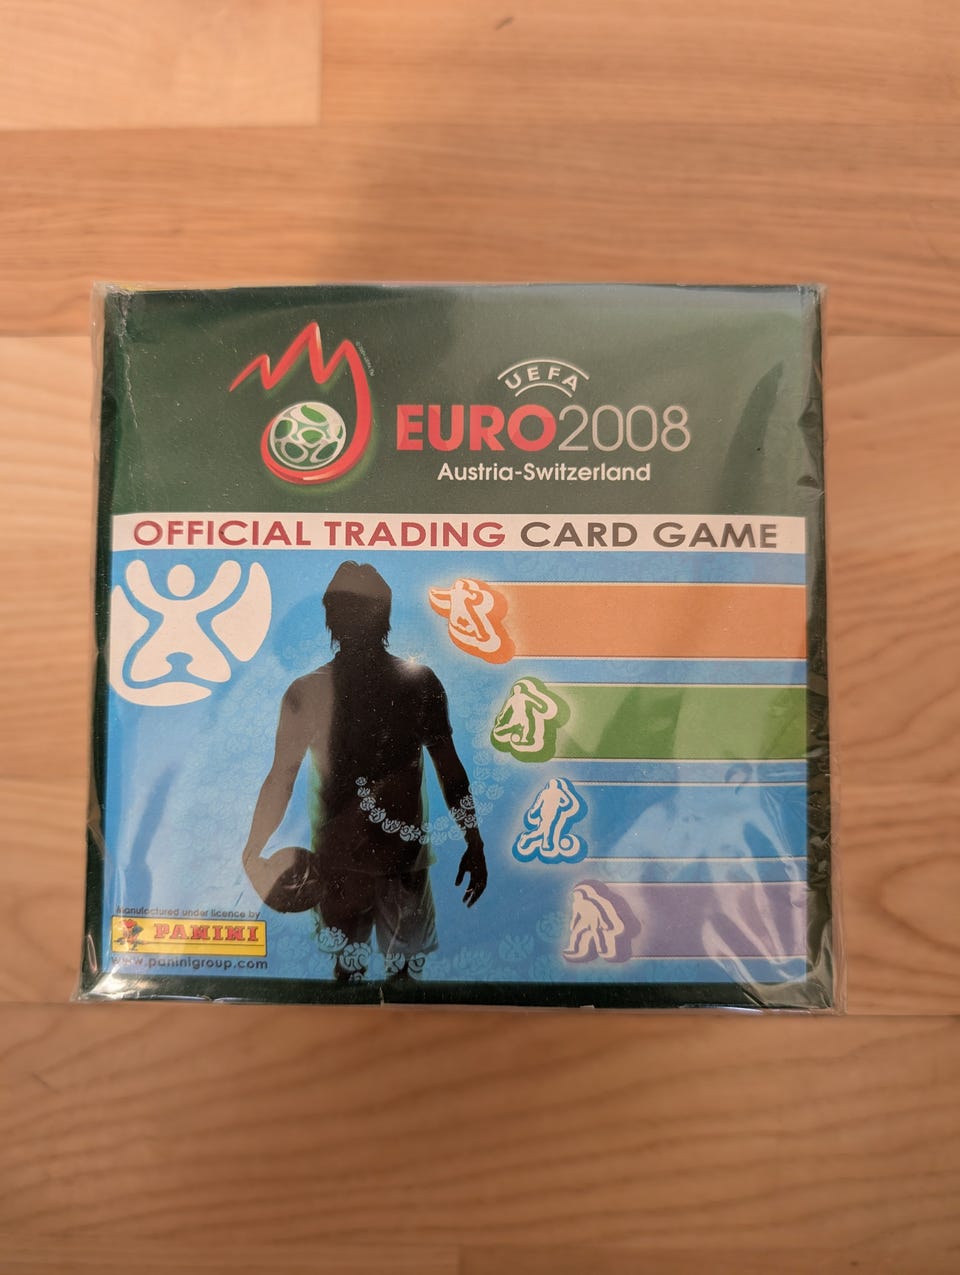 UEFA
EURO2008
Austria-Switzerland
OFFICIAL TRADING CARD GAME
Manufactured under licence by
PANINI
www.paninigroup.com